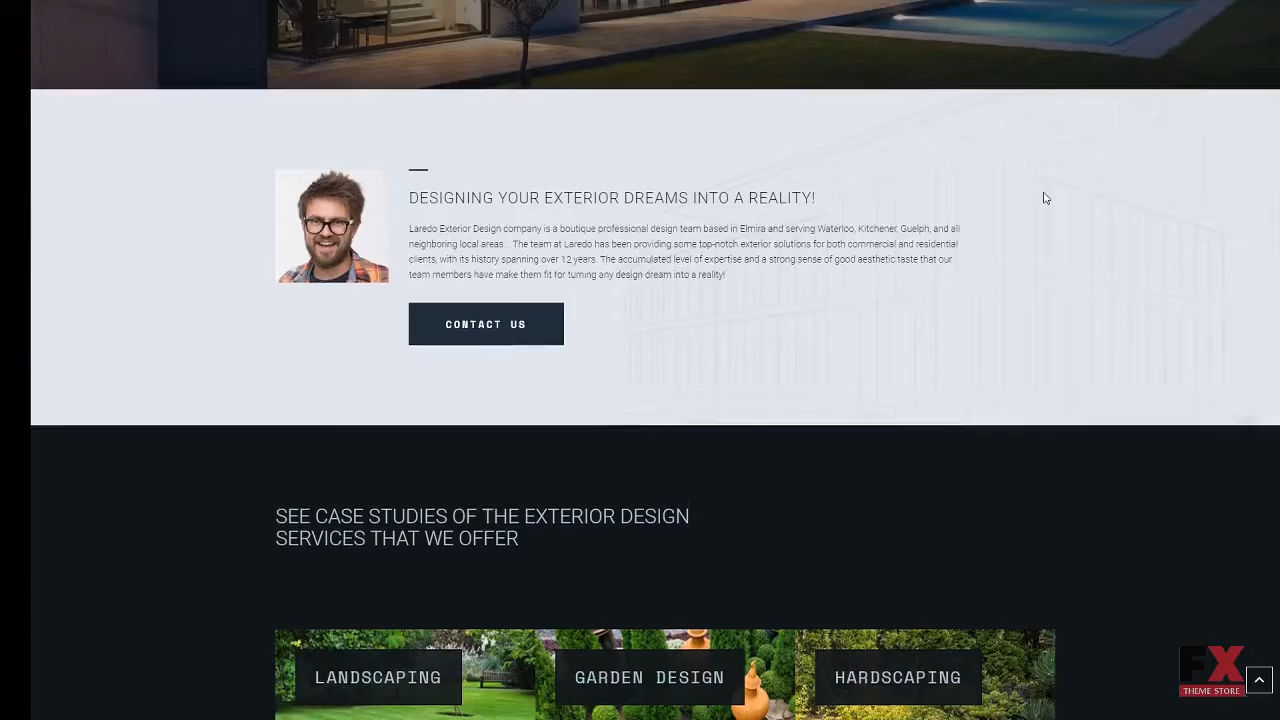 DESIGNING YOUR EXTERIOR DREAMS INTO A REALITY!
Laredo Exterior Design company is a boutique professional design team based in Elmira and serving Waterloo, Kitchener, Guelph, and all
neighboring local areas... The team at Laredo has been providing some top-notch exterior solutions for both commercial and residential
clients, with its history spanning over 12 years. The accumulated level of expertise and a strong sense of good aesthetic taste that our
team members have make them fit for turning any design dream into a reality!
CONTACT US
SEE CASE STUDIES OF THE EXTERIOR DESIGN
SERVICES THAT WE OFFER
LANDSCAPING
GARDEN DESIGN
HARDSCAPING
FX
THEME STORE